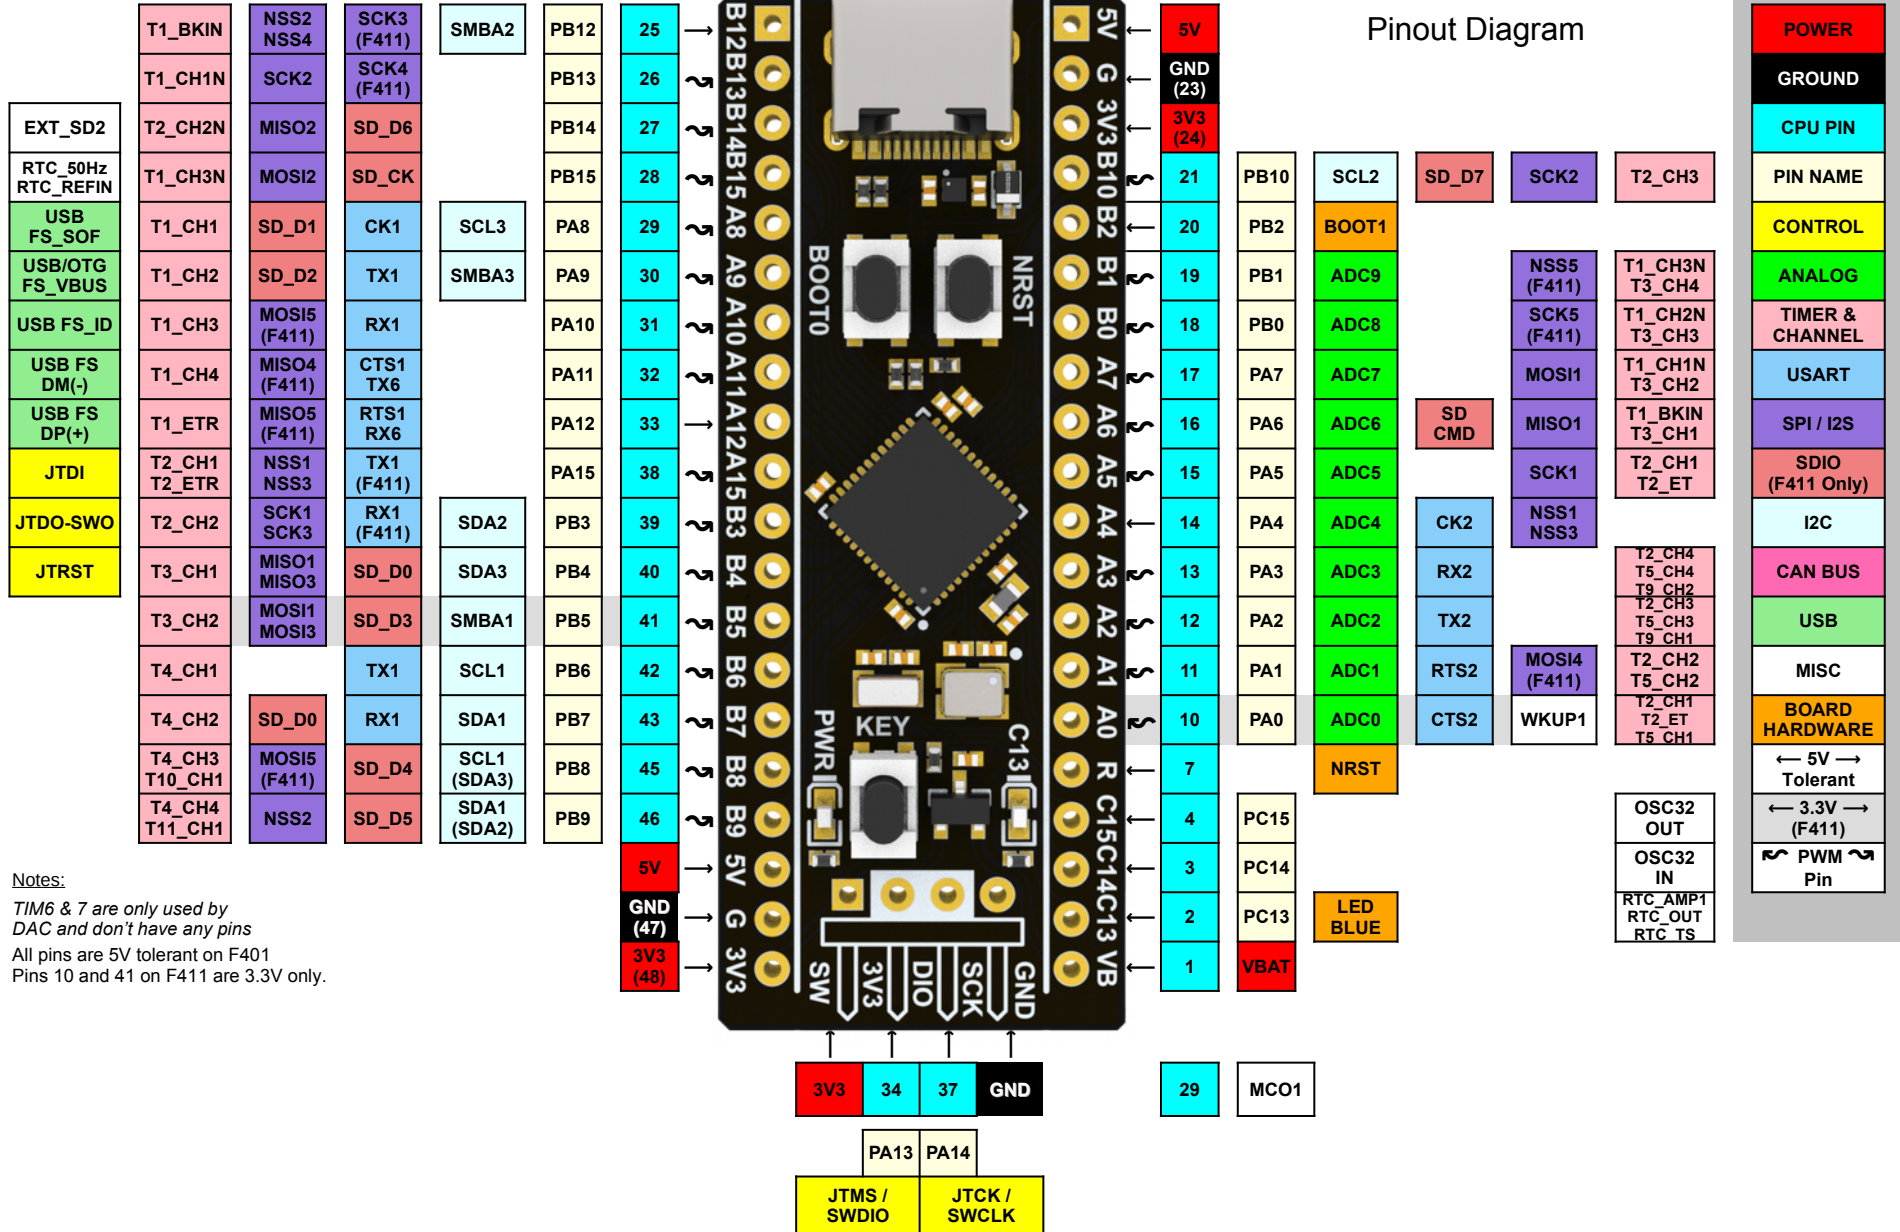 Pinout Diagram
T1_BKIN NSS2 NSS4 SCK3 (F411) SMBA2 PB12 25 B12
T1_CH1N SCK2 SCK4 (F411) PB13 26 B13
EXT_SD2 T2_CH2N MISO2 SD_D6 PB14 27 B14
RTC_50Hz RTC_REFIN T1_CH3N MOSI2 SD_CK PB15 28 B15
USB FS_SOF T1_CH1 SD_D1 CK1 SCL3 PA8 29 A8
USB/OTG FS_VBUS T1_CH2 SD_D2 TX1 SMBA3 PA9 30 A9
USB FS_ID T1_CH3 MOSI5 (F411) RX1 PA10 31 A10
USB FS DM(-) T1_CH4 MISO4 (F411) CTS1 TX6 PA11 32 A11
USB FS DP(+) T1_ETR MISO5 (F411) RTS1 RX6 PA12 33 A12
JTDI T2_CH1 T2_ETR NSS1 NSS3 TX1 (F411) PA15 38 A15
JTDO-SWO T2_CH2 SCK1 SCK3 RX1 (F411) SDA2 PB3 39 B3
JTRST T3_CH1 MISO1 MISO3 SD_D0 SDA3 PB4 40 B4
T3_CH2 MOSI1 MOSI3 SD_D3 SMBA1 PB5 41 B5
T4_CH1 TX1 SCL1 PB6 42 B6
T4_CH2 SD_D0 RX1 SDA1 PB7 43 B7
T4_CH3 T10_CH1 MOSI5 (F411) SD_D4 SCL1 (SDA3) PB8 45 B8
T4_CH4 T11_CH1 NSS2 SD_D5 SDA1 (SDA2) PB9 46 B9
5V 5V
GND (47) G
3V3 (48) 3V3
Notes:
TIM6 & 7 are only used by
DAC and don't have any pins
All pins are 5V tolerant on F401
Pins 10 and 41 on F411 are 3.3V only.
BOOT0
NRST
PWR
KEY
C13
SW
3V3
DIO
SCK
GND
5V 5V
G GND (23)
3V3 3V3 (24)
B10 21 PB10 SCL2 SD_D7 SCK2 T2_CH3
B2 20 PB2 BOOT1
B1 19 PB1 ADC9 NSS5 (F411) T1_CH3N T3_CH4
B0 18 PB0 ADC8 SCK5 (F411) T1_CH2N T3_CH3
A7 17 PA7 ADC7 MOSI1 T1_CH1N T3_CH2
A6 16 PA6 ADC6 SD CMD MISO1 T1_BKIN T3_CH1
A5 15 PA5 ADC5 SCK1 T2_CH1 T2_ET
A4 14 PA4 ADC4 CK2 NSS1 NSS3
A3 13 PA3 ADC3 RX2 T2_CH4 T5_CH4 T9_CH2
A2 12 PA2 ADC2 TX2 T2_CH3 T5_CH3 T9_CH1
A1 11 PA1 ADC1 RTS2 MOSI4 (F411) T2_CH2 T5_CH2
A0 10 PA0 ADC0 CTS2 WKUP1 T2_CH1 T2_ET T5_CH1
R 7 NRST
C15 4 PC15 OSC32 OUT
C14 3 PC14 OSC32 IN
C13 2 PC13 LED BLUE RTC_AMP1 RTC_OUT RTC_TS
VB 1 VBAT
3V3 34 37 GND
PA13 PA14
JTMS / SWDIO JTCK / SWCLK
29 MCO1
POWER
GROUND
CPU PIN
PIN NAME
CONTROL
ANALOG
TIMER &
CHANNEL
USART
SPI / I2S
SDIO
(F411 Only)
I2C
CAN BUS
USB
MISC
BOARD
HARDWARE
← 5V →
Tolerant
← 3.3V →
(F411)
PWM
Pin